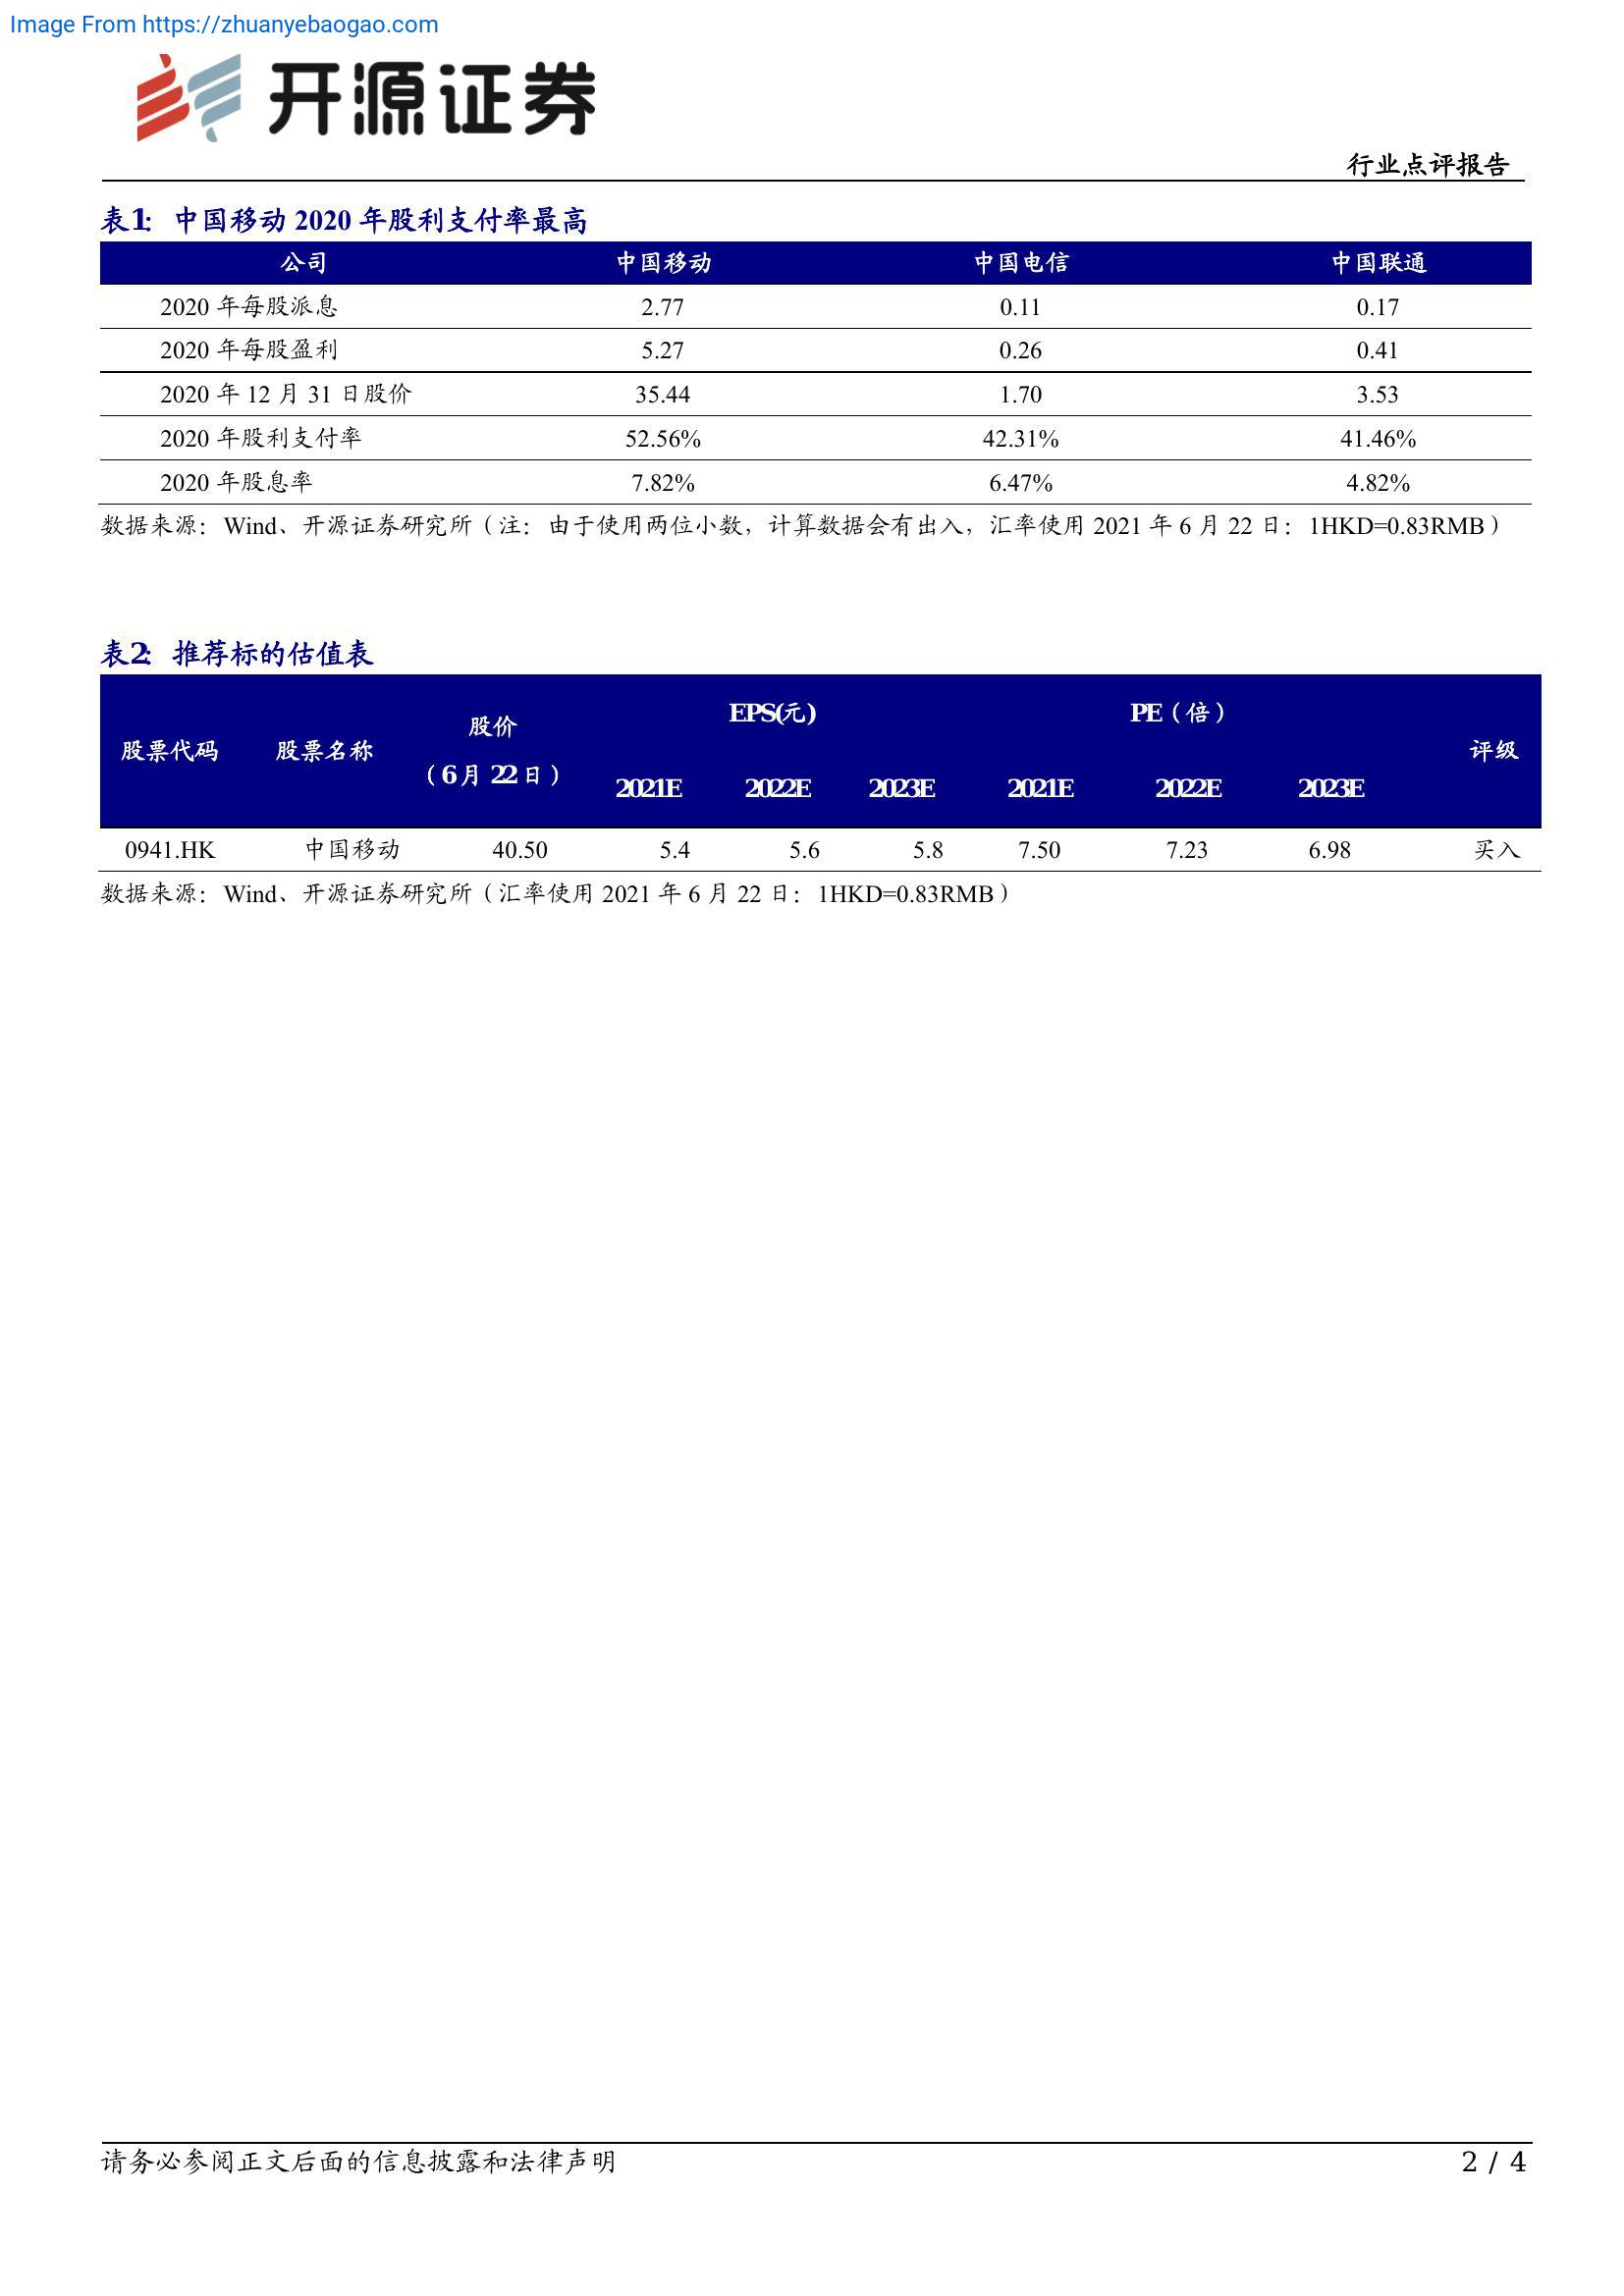 Image From https://zhuanyebaogao.com
开源证券
行业点评报告
表1： 中国移动 2020 年股利支付率最高
公司 中国移动 中国电信 中国联通
2020 年每股派息 2.77 0.11 0.17
2020 年每股盈利 5.27 0.26 0.41
2020 年 12 月 31 日股价 35.44 1.70 3.53
2020 年股利支付率 52.56% 42.31% 41.46%
2020 年股息率 7.82% 6.47% 4.82%
数据来源：Wind、开源证券研究所（注：由于使用两位小数，计算数据会有出入，汇率使用 2021 年 6 月 22 日：1HKD=0.83RMB）
表2： 推荐标的估值表
股票代码 股票名称 股价 EPS(元) PE（倍） 评级
（6 月 22 日） 2021E 2022E 2023E 2021E 2022E 2023E
0941.HK 中国移动 40.50 5.4 5.6 5.8 7.50 7.23 6.98 买入
数据来源：Wind、开源证券研究所（汇率使用 2021 年 6 月 22 日：1HKD=0.83RMB）
请务必参阅正文后面的信息披露和法律声明 2 / 4